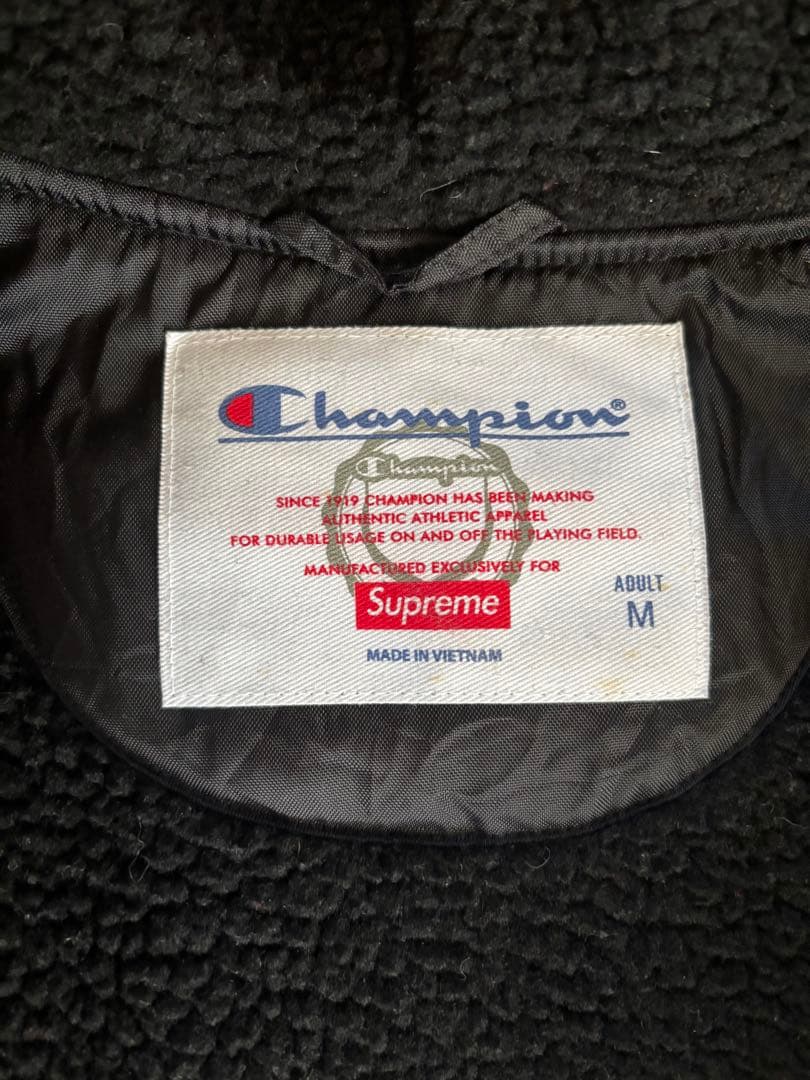 Champion®
Champion
SINCE 1919 CHAMPION HAS BEEN MAKING
AUTHENTIC ATHLETIC APPAREL
FOR DURABLE USAGE ON AND OFF THE PLAYING FIELD.
MANUFACTURED EXCLUSIVELY FOR
Supreme
ADULT
M
MADE IN VIETNAM